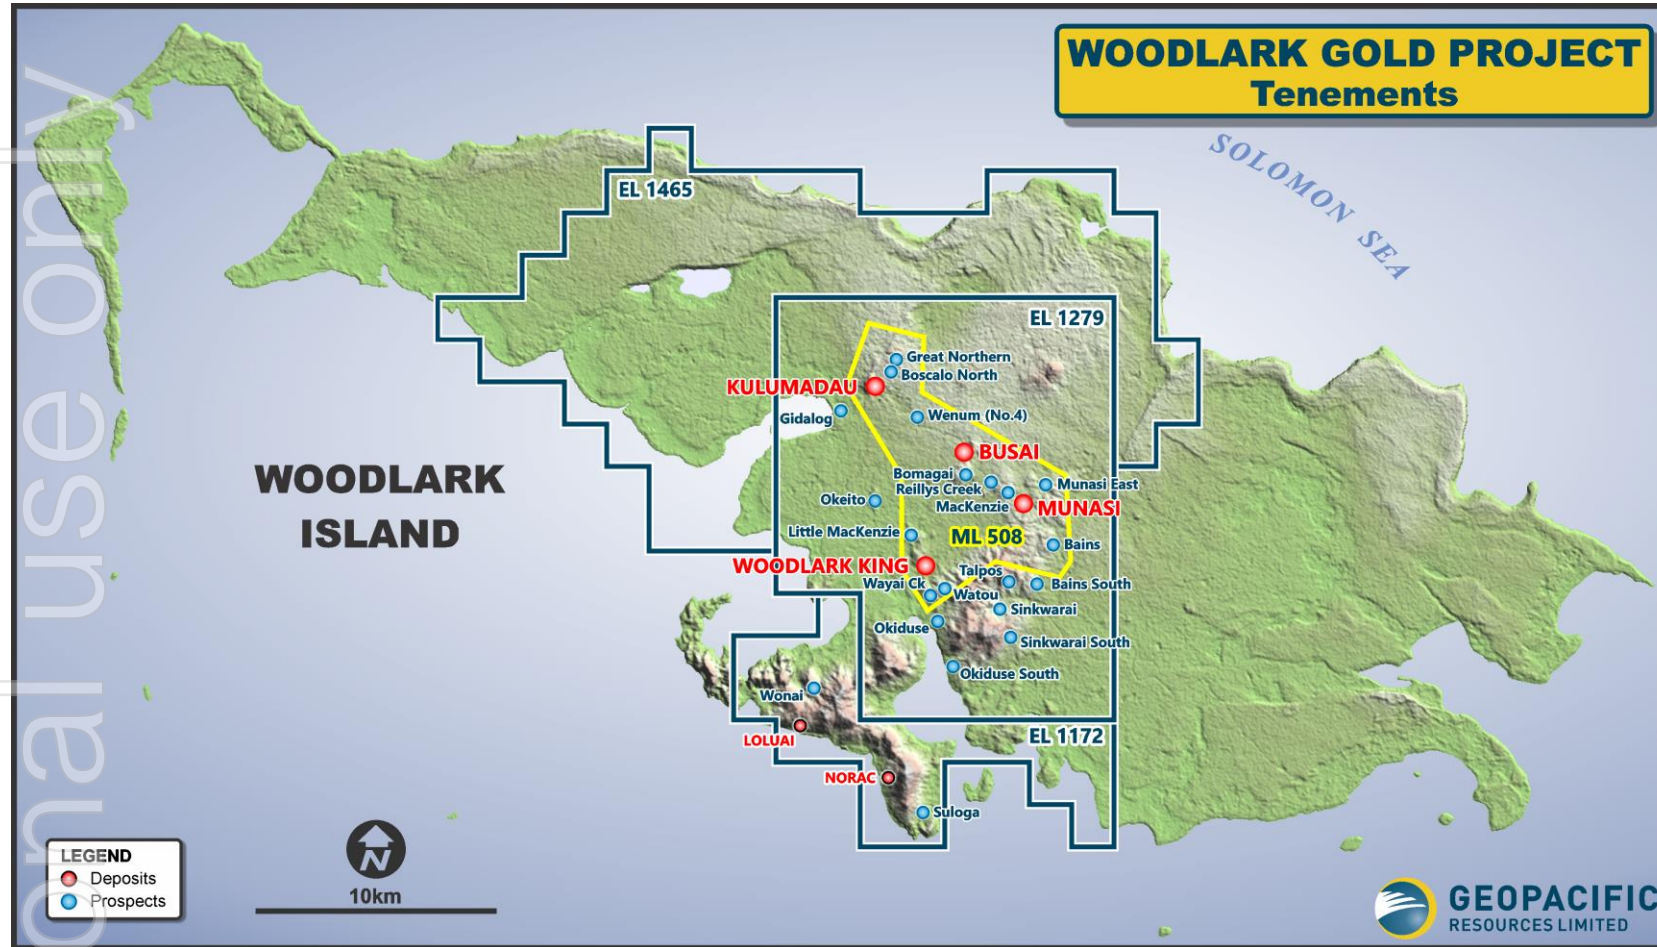 WOODLARK GOLD PROJECT
Tenements
SOLOMON SEA
EL 1465
EL 1279
Great Northern
Boscalo North
KULUMADAU
Gidalog
Wenum (No.4)
BUSAI
Bomagai
Reillys Creek
Munasi East
MacKenzie
MUNASI
Okeito
WOODLARK
ISLAND
Little MacKenzie
ML 508
Bains
WOODLARK KING
Talpos
Wayai Ck
Watou
Bains South
Sinkwarai
Okiduse
Sinkwarai South
Okiduse South
Wonai
LOLUAI
EL 1172
NORAC
Suloga
LEGEND
Deposits
Prospects
N
10km
GEOPACIFIC
RESOURCES LIMITED
onal use only